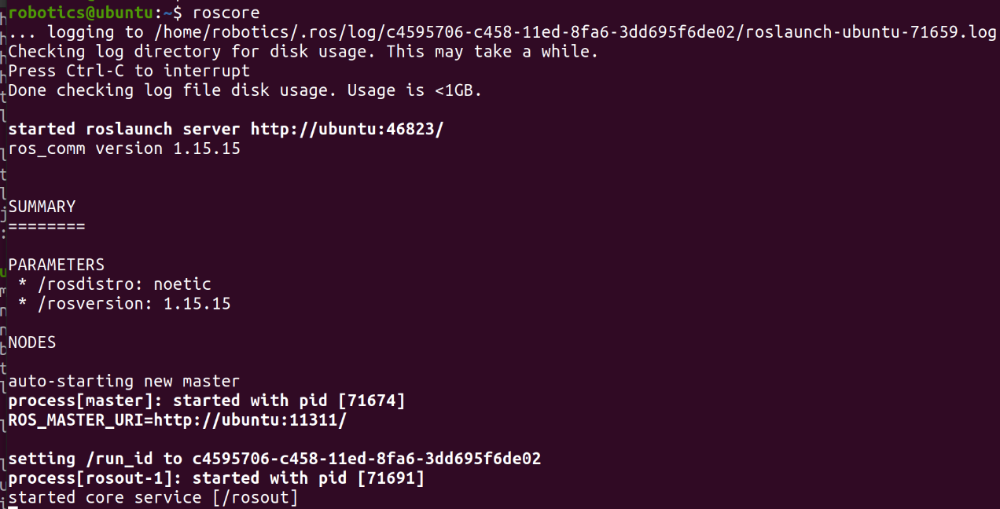 robotics@ubuntu:~$ roscore
... logging to /home/robotics/.ros/log/c4595706-c458-11ed-8fa6-3dd695f6de02/roslaunch-ubuntu-71659.log
Checking log directory for disk usage. This may take a while.
Press Ctrl-C to interrupt
Done checking log file disk usage. Usage is <1GB.
started roslaunch server http://ubuntu:46823/
ros_comm version 1.15.15
SUMMARY
========
PARAMETERS
* /rosdistro: noetic
* /rosversion: 1.15.15
NODES
auto-starting new master
process[master]: started with pid [71674]
ROS_MASTER_URI=http://ubuntu:11311/
setting /run_id to c4595706-c458-11ed-8fa6-3dd695f6de02
process[rosout-1]: started with pid [71691]
started core service [/rosout]